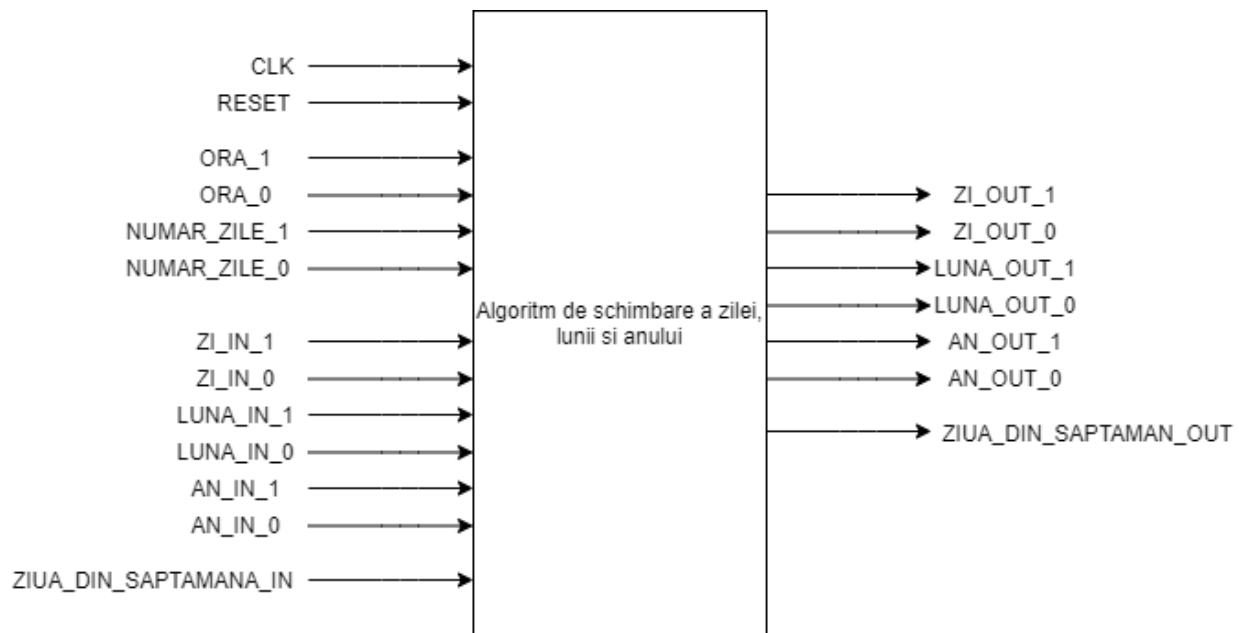 CLK
RESET
ORA_1
ORA_0
NUMAR_ZILE_1
NUMAR_ZILE_0
ZI_IN_1
ZI_IN_0
LUNA_IN_1
LUNA_IN_0
AN_IN_1
AN_IN_0
ZIUA_DIN_SAPTAMANA_IN
Algoritm de schimbare a zilei,
lunii si anului
ZI_OUT_1
ZI_OUT_0
LUNA_OUT_1
LUNA_OUT_0
AN_OUT_1
AN_OUT_0
ZIUA_DIN_SAPTAMAN_OUT